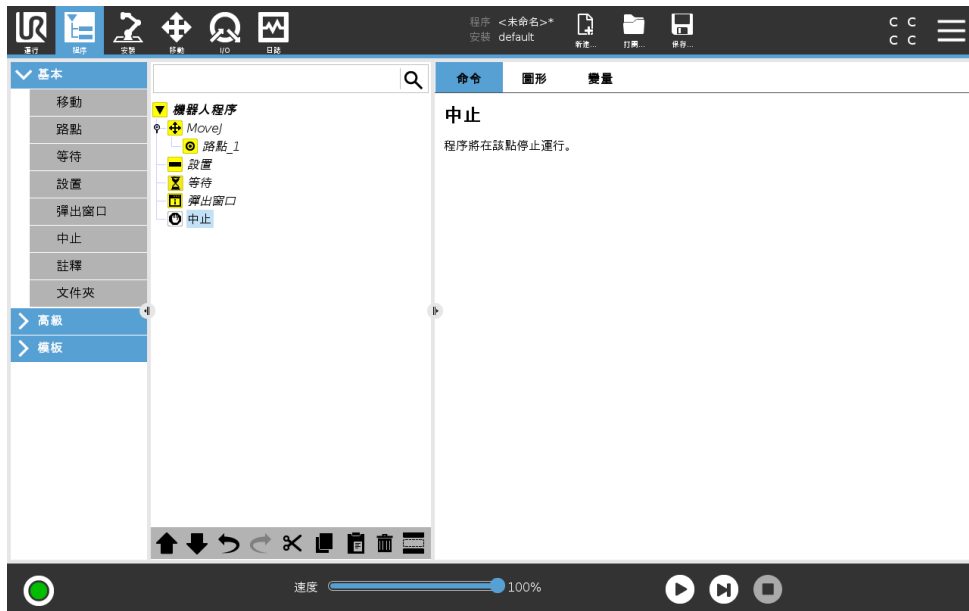 UR
運行
程序
安裝
移動
I/O
日誌
程序 <未命名>*
安裝 default
新建...
打開...
保存...
C C
C C
基本
移動
路點
等待
設置
彈出窗口
中止
註釋
文件夾
高級
模板
機器人程序
MoveJ
路點_1
設置
等待
彈出窗口
中止
命令 圖形 變量
中止
程序將在該點停止運行。
速度 100%